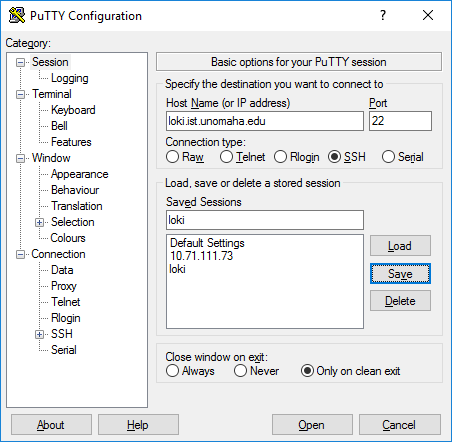 PuTTY Configuration
? ×
Category:
Session
Logging
Terminal
Keyboard
Bell
Features
Window
Appearance
Behaviour
Translation
Selection
Colours
Connection
Data
Proxy
Telnet
Rlogin
SSH
Serial
Basic options for your PuTTY session
Specify the destination you want to connect to
Host Name (or IP address) Port
loki.ist.unomaha.edu 22
Connection type:
Raw Telnet Rlogin SSH Serial
Load, save or delete a stored session
Saved Sessions
loki
Default Settings
10.71.111.73
loki
Load
Save
Delete
Close window on exit:
Always Never Only on clean exit
About Help Open Cancel